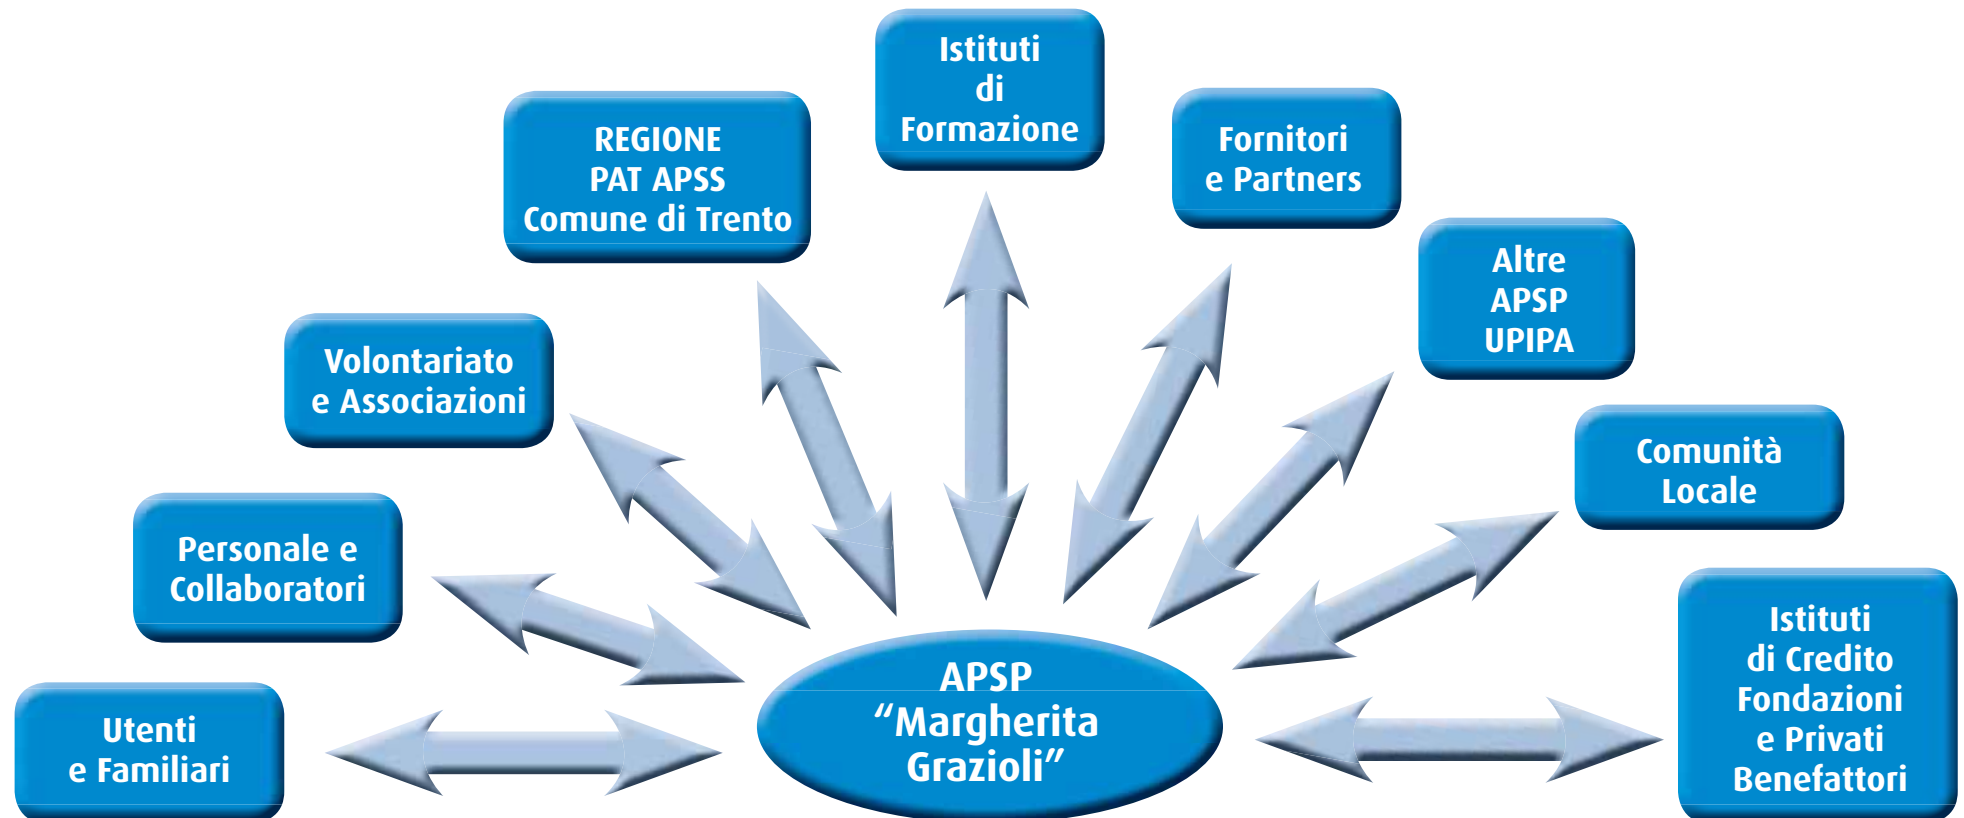 Istituti
di
Formazione
REGIONE
PAT APSS
Comune di Trento
Fornitori
e Partners
Altre
APSP
UPIPA
Volontariato
e Associazioni
Comunità
Locale
Personale e
Collaboratori
Istituti
di Credito
Fondazioni
e Privati
Benefattori
Utenti
e Familiari
APSP
“Margherita
Grazioli”